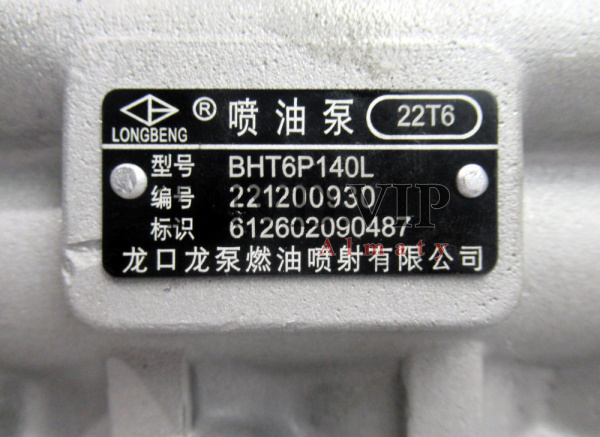 LONGBENG ® 喷油泵 22T6
型号 BHT6P140L
编号 221200930
标识 612602090487
龙口龙泵燃油喷射有限公司
VIP
Almatx